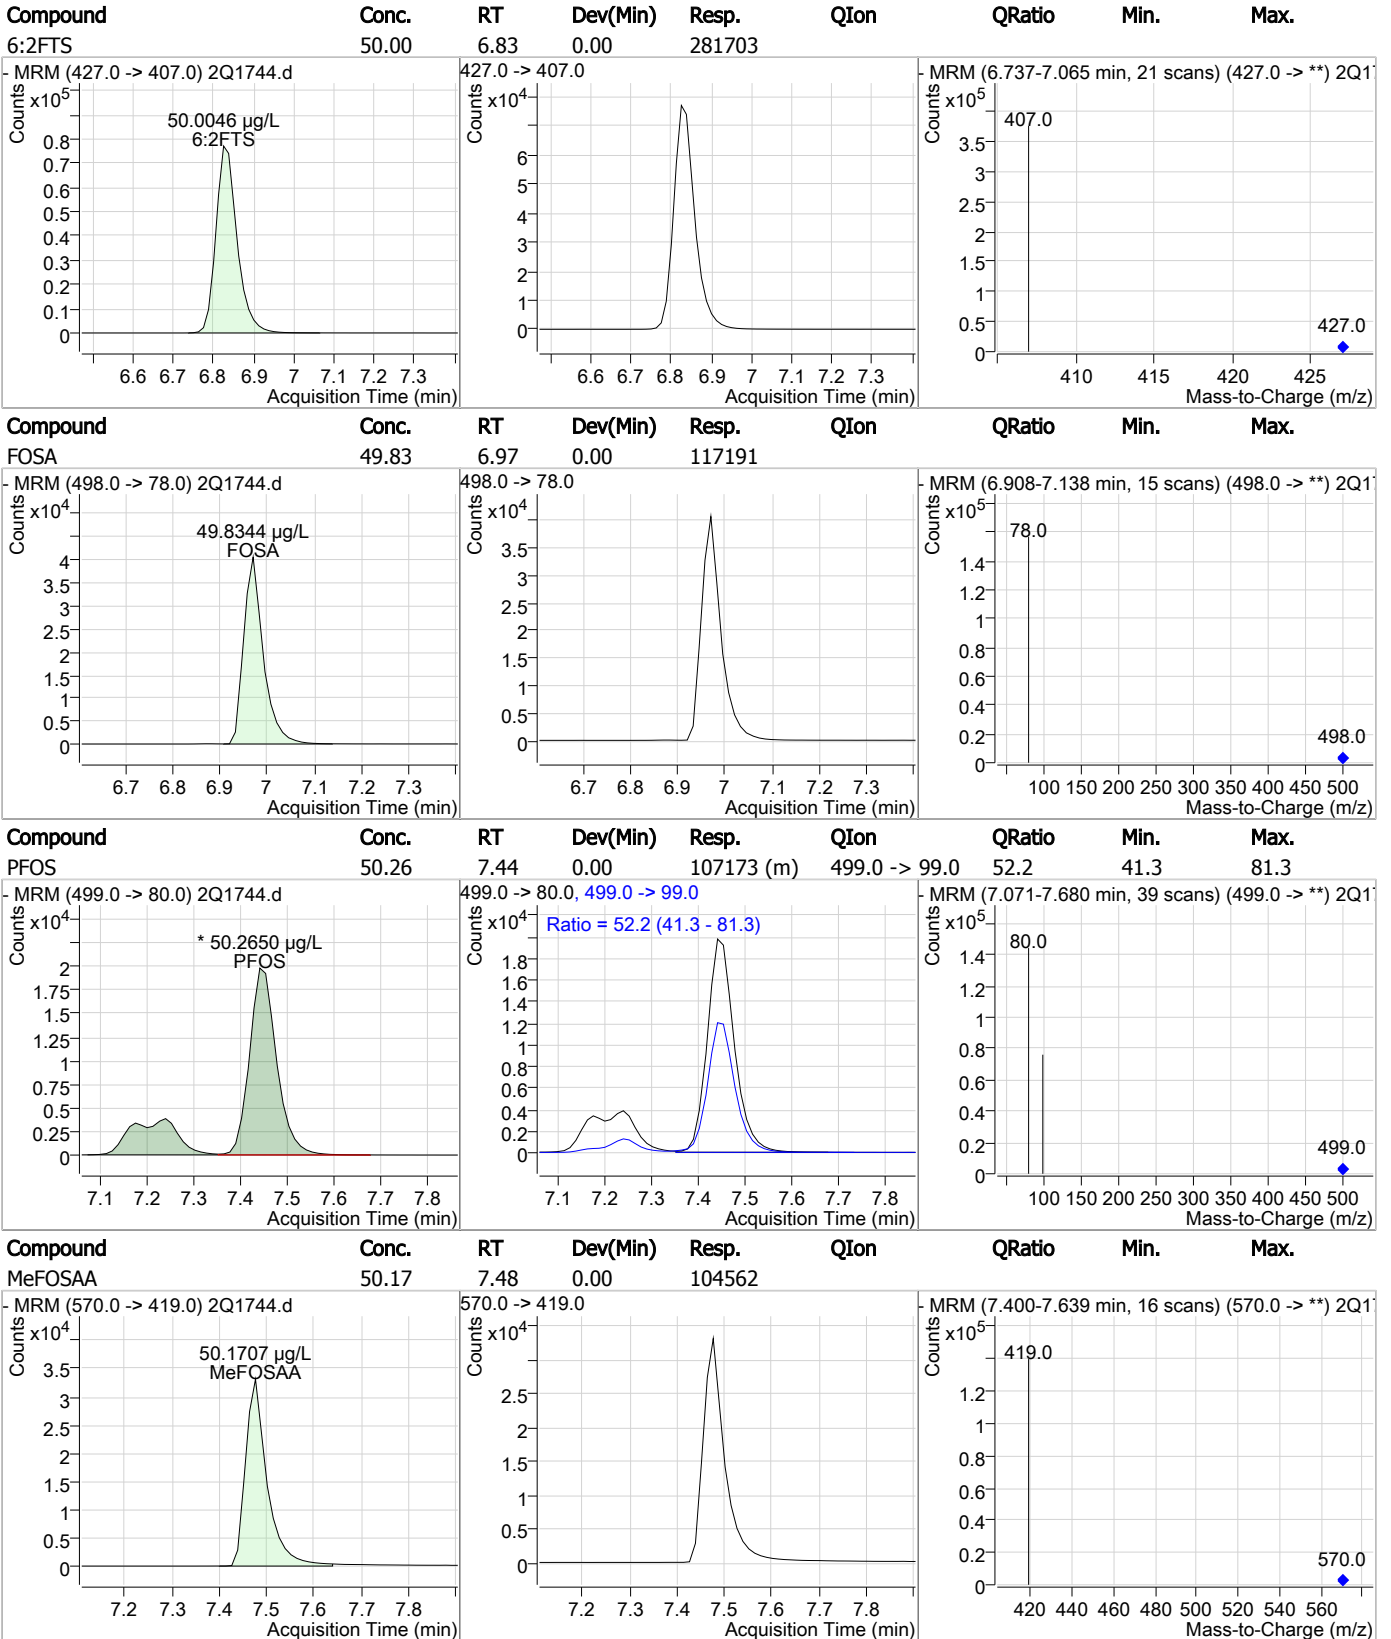 Compound Conc. RT Dev(Min) Resp. QIon QRatio Min. Max.
6:2FTS 50.00 6.83 0.00 281703
- MRM (427.0 -> 407.0) 2Q1744.d
Counts
x10^5
50.0046 µg/L
6:2FTS
0.8
0.7
0.6
0.5
0.4
0.3
0.2
0.1
0
6.6 6.7 6.8 6.9 7 7.1 7.2 7.3
Acquisition Time (min)
427.0 -> 407.0
Counts
x10^4
6
5
4
3
2
1
0
6.6 6.7 6.8 6.9 7 7.1 7.2 7.3
Acquisition Time (min)
- MRM (6.737-7.065 min, 21 scans) (427.0 -> **) 2Q1
Counts
x10^5
407.0
3.5
3
2.5
2
1.5
1
0.5
0
427.0
410 415 420 425
Mass-to-Charge (m/z)
Compound Conc. RT Dev(Min) Resp. QIon QRatio Min. Max.
FOSA 49.83 6.97 0.00 117191
- MRM (498.0 -> 78.0) 2Q1744.d
Counts
x10^4
49.8344 µg/L
FOSA
4
3.5
3
2.5
2
1.5
1
0.5
0
6.7 6.8 6.9 7 7.1 7.2 7.3
Acquisition Time (min)
498.0 -> 78.0
Counts
x10^4
3.5
3
2.5
2
1.5
1
0.5
0
6.7 6.8 6.9 7 7.1 7.2 7.3
Acquisition Time (min)
- MRM (6.908-7.138 min, 15 scans) (498.0 -> **) 2Q1
Counts
x10^5
78.0
1.4
1.2
1
0.8
0.6
0.4
0.2
0
498.0
100 150 200 250 300 350 400 450 500
Mass-to-Charge (m/z)
Compound Conc. RT Dev(Min) Resp. QIon QRatio Min. Max.
PFOS 50.26 7.44 0.00 107173 (m) 499.0 -> 99.0 52.2 41.3 81.3
- MRM (499.0 -> 80.0) 2Q1744.d
Counts
x10^4
* 50.2650 µg/L
PFOS
2
1.75
1.5
1.25
1
0.75
0.5
0.25
0
7.1 7.2 7.3 7.4 7.5 7.6 7.7 7.8
Acquisition Time (min)
499.0 -> 80.0, 499.0 -> 99.0
Counts
x10^4
Ratio = 52.2 (41.3 - 81.3)
1.8
1.6
1.4
1.2
1
0.8
0.6
0.4
0.2
0
7.1 7.2 7.3 7.4 7.5 7.6 7.7 7.8
Acquisition Time (min)
- MRM (7.071-7.680 min, 39 scans) (499.0 -> **) 2Q1
Counts
x10^5
80.0
1.4
1.2
1
0.8
0.6
0.4
0.2
0
499.0
100 150 200 250 300 350 400 450 500
Mass-to-Charge (m/z)
Compound Conc. RT Dev(Min) Resp. QIon QRatio Min. Max.
MeFOSAA 50.17 7.48 0.00 104562
- MRM (570.0 -> 419.0) 2Q1744.d
Counts
x10^4
50.1707 µg/L
MeFOSAA
3.5
3
2.5
2
1.5
1
0.5
0
7.2 7.3 7.4 7.5 7.6 7.7 7.8
Acquisition Time (min)
570.0 -> 419.0
Counts
x10^4
2.5
2
1.5
1
0.5
0
7.2 7.3 7.4 7.5 7.6 7.7 7.8
Acquisition Time (min)
- MRM (7.400-7.639 min, 16 scans) (570.0 -> **) 2Q1
Counts
x10^5
419.0
1.2
1
0.8
0.6
0.4
0.2
0
570.0
420 440 460 480 500 520 540 560
Mass-to-Charge (m/z)